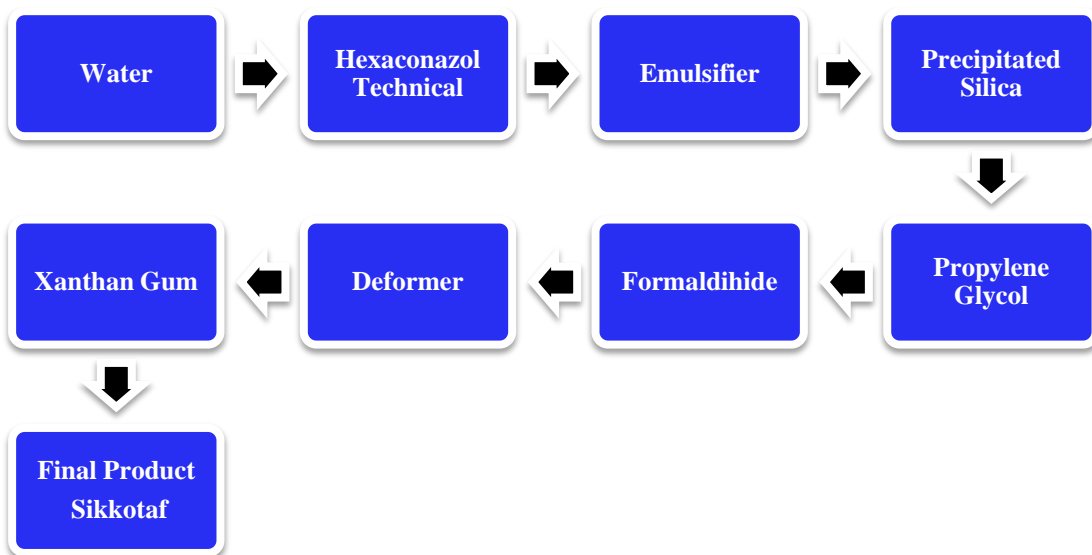 Water
Hexaconazol
Technical
Emulsifier
Precipitated
Silica
Propylene
Glycol
Formaldihide
Deformer
Xanthan Gum
Final Product
Sikkotaf